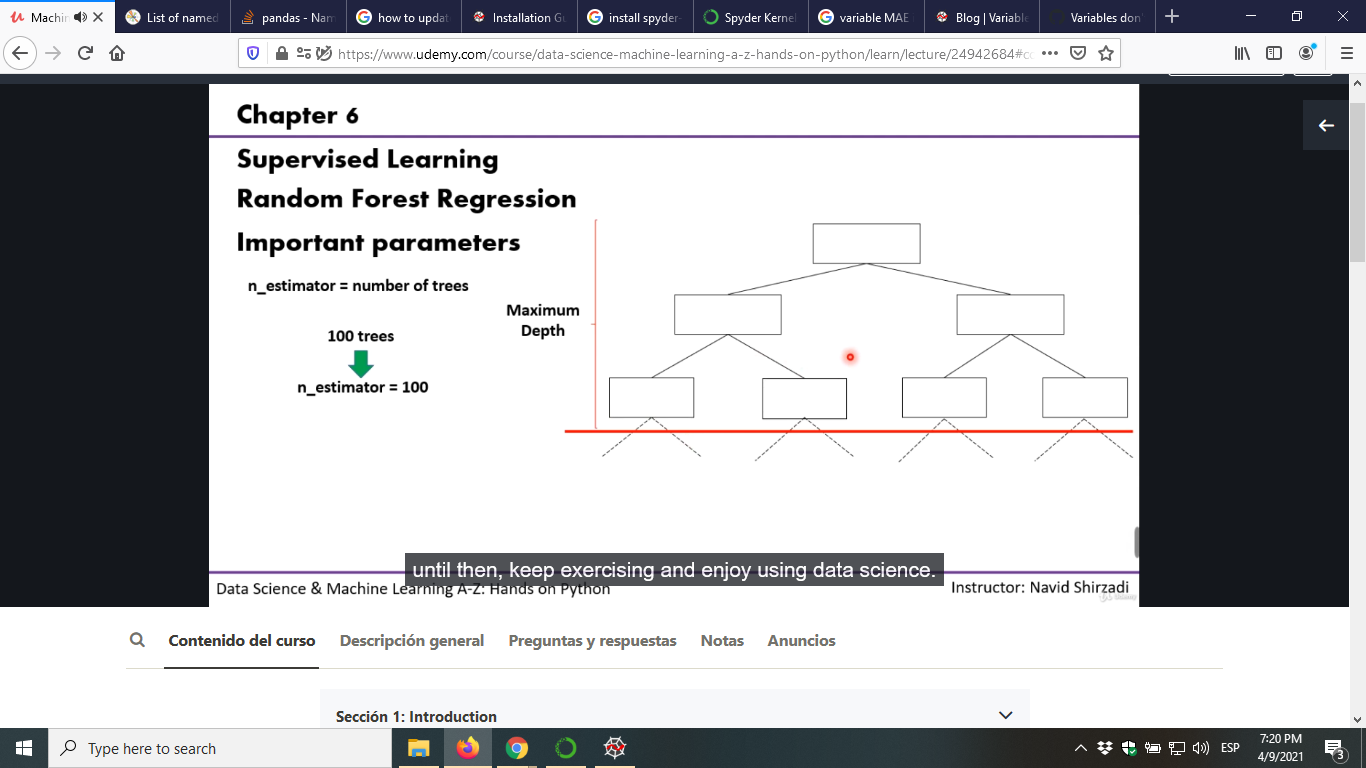 Machin
List of named
pandas - Nam
how to updat
Installation Gu
install spyder-
Spyder Kernel
variable MAE
Blog | Variable
Variables don'
https://www.udemy.com/course/data-science-machine-learning-a-z-hands-on-python/learn/lecture/24942684#co
Chapter 6
Supervised Learning
Random Forest Regression
Important parameters
n_estimator = number of trees
100 trees
n_estimator = 100
Maximum
Depth
until then, keep exercising and enjoy using data science.
Data Science & Machine Learning A-Z: Hands on Python
Instructor: Navid Shirzadi
Contenido del curso
Descripción general
Preguntas y respuestas
Notas
Anuncios
Sección 1: Introduction
Type here to search
ESP
7:20 PM
4/9/2021
3